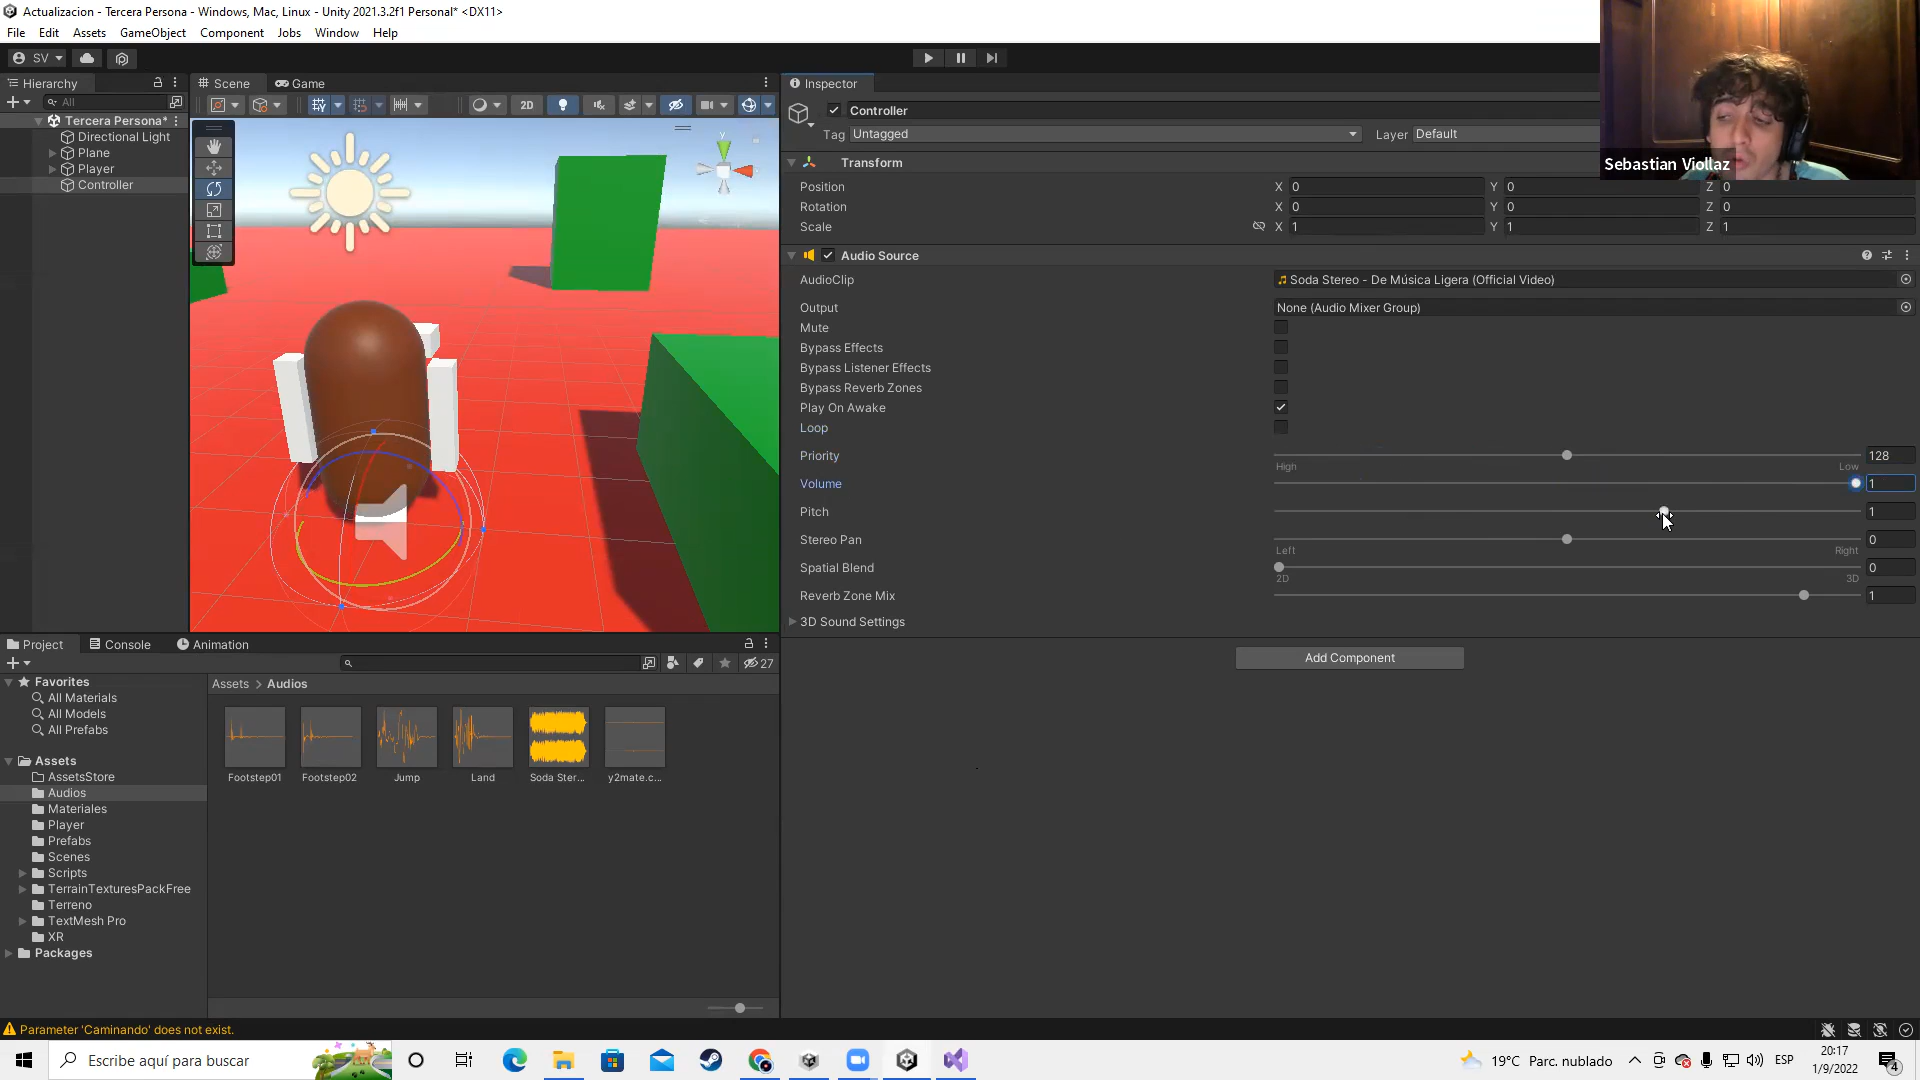 Actualizacion - Tercera Persona - Windows, Mac, Linux - Unity 2021.3.2f1 Personal* <DX11>
File Edit Assets GameObject Component Jobs Window Help
SV
Hierarchy
All
Tercera Persona*
Directional Light
Plane
Player
Controller
Scene Game
2D
y
Inspector
Controller
Tag Untagged Layer Default
Transform
Position X 0 Y 0 Z 0
Rotation X 0 Y 0 Z 0
Scale X 1 Y 1 Z 1
Sebastian Viollaz
Audio Source
AudioClip Soda Stereo - De Música Ligera (Official Video)
Output None (Audio Mixer Group)
Mute
Bypass Effects
Bypass Listener Effects
Bypass Reverb Zones
Play On Awake
Loop
Priority 128
High Low
Volume 1
Pitch 1
Stereo Pan 0
Left Right
Spatial Blend 0
2D 3D
Reverb Zone Mix 1
3D Sound Settings
Add Component
Project Console Animation
27
Favorites
All Materials
All Models
All Prefabs
Assets
AssetsStore
Audios
Materiales
Player
Prefabs
Scenes
Scripts
TerrainTexturesPackFree
Terreno
TextMesh Pro
XR
Packages
Assets > Audios
Footstep01 Footstep02 Jump Land Soda Ster... y2mate.c...
Parameter 'Caminando' does not exist.
Escribe aquí para buscar
19°C Parc. nublado
ESP
20:17
1/9/2022
4